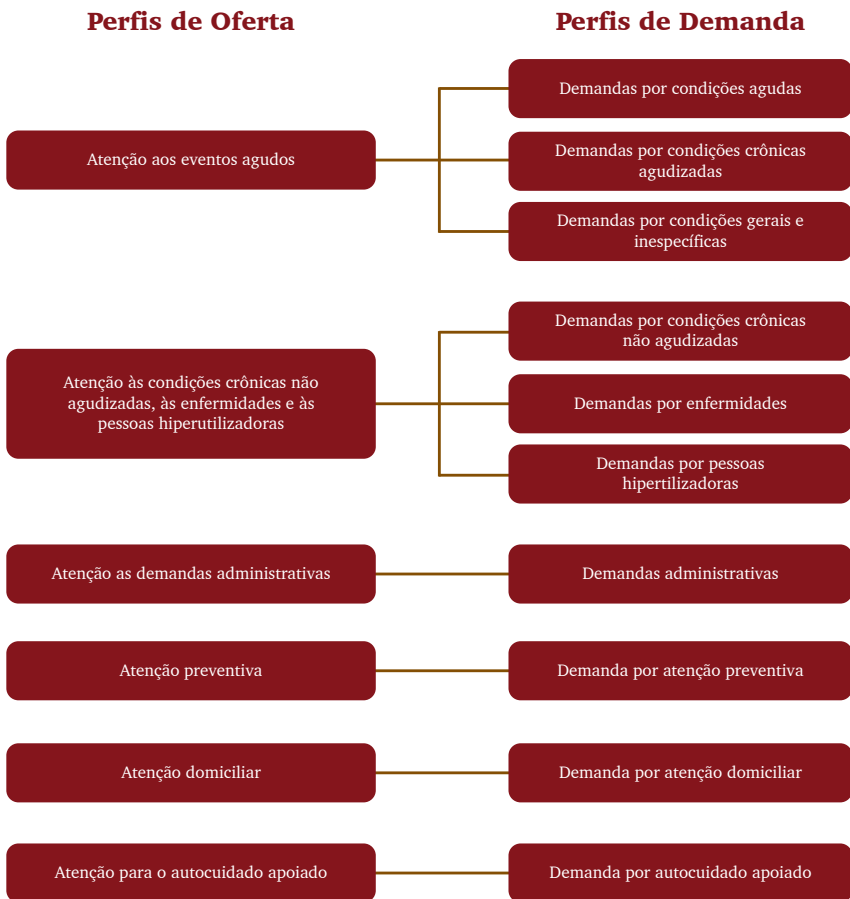 Perfis de Oferta
Perfis de Demanda
Atenção aos eventos agudos
Demandas por condições agudas
Demandas por condições crônicas
agudizadas
Demandas por condições gerais e
inespecíficas
Atenção às condições crônicas não
agudizadas, às enfermidades e às
pessoas hiperutilizadoras
Demandas por condições crônicas
não agudizadas
Demandas por enfermidades
Demandas por pessoas
hipertilizadoras
Atenção as demandas administrativas
Demandas administrativas
Atenção preventiva
Demanda por atenção preventiva
Atenção domiciliar
Demanda por atenção domiciliar
Atenção para o autocuidado apoiado
Demanda por autocuidado apoiado